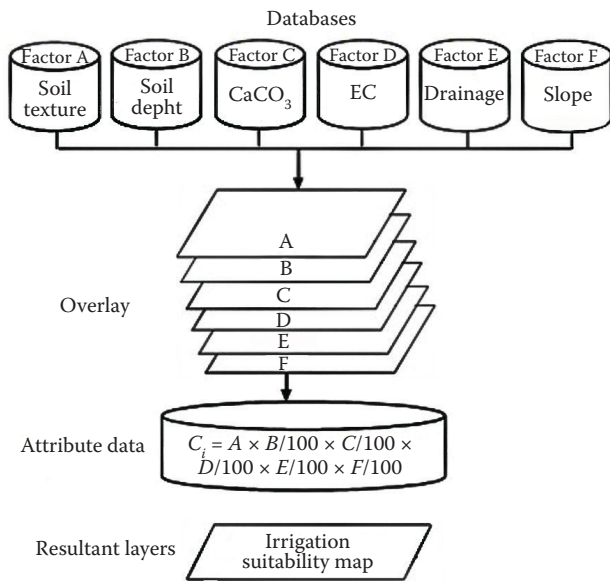 Databases
Factor A Factor B Factor C Factor D Factor E Factor F
Soil texture
Soil depht
CaCO₃
EC
Drainage
Slope
A
B
C
D
E
F
Overlay
Attribute data
Cᵢ = A × B/100 × C/100 ×
D/100 × E/100 × F/100
Resultant layers
Irrigation
suitability map